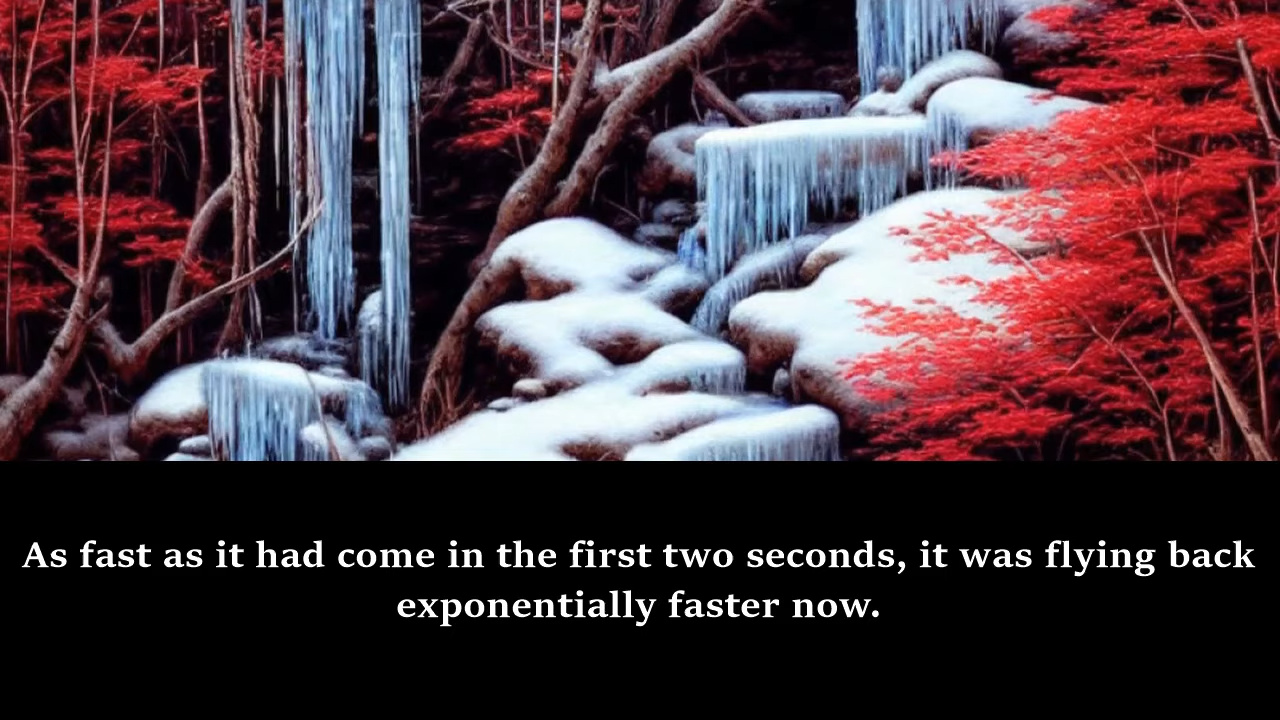 As fast as it had come in the first two seconds, it was flying back
exponentially faster now.